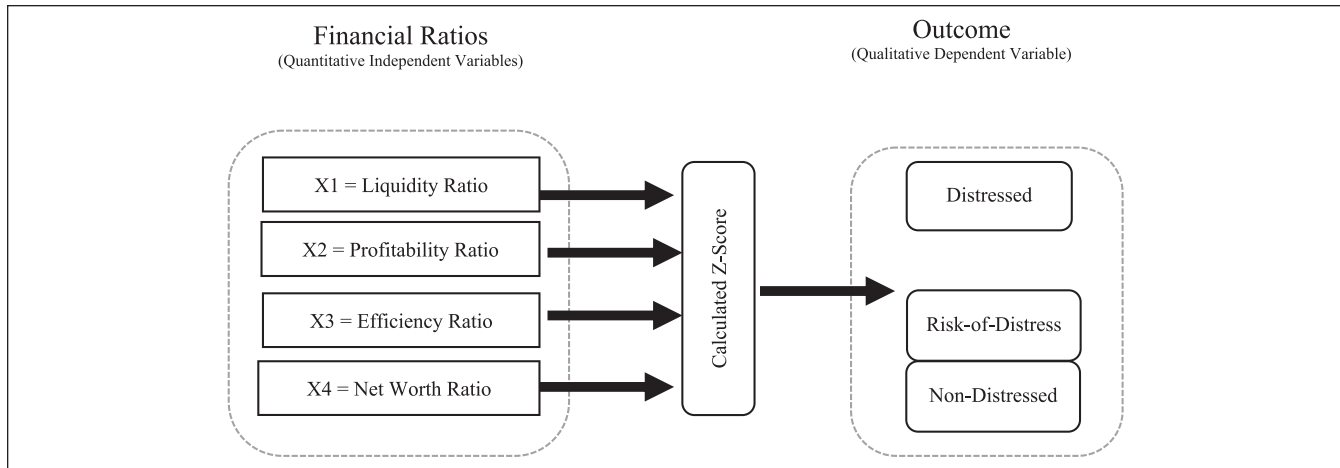 Financial Ratios
(Quantitative Independent Variables)
Outcome
(Qualitative Dependent Variable)
X1 = Liquidity Ratio
X2 = Profitability Ratio
X3 = Efficiency Ratio
X4 = Net Worth Ratio
Calculated Z-Score
Distressed
Risk-of-Distress
Non-Distressed